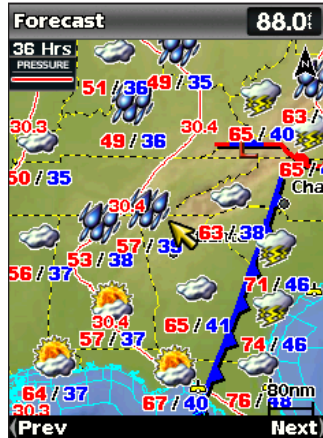 Forecast 88.0ft
36 Hrs
PRESSURE
51 / 36 49 / 35
63 /
30.3 30.4 65 / 40
49 / 36
50 / 35 65 /
Cha
30.4
63 / 38
57 / 39
53 / 38
56 / 37 71 / 46
30.4 65 / 41
57 / 37 74 / 46
80nm
64 / 37 67 / 40 76 / 48
30.3
Prev Next